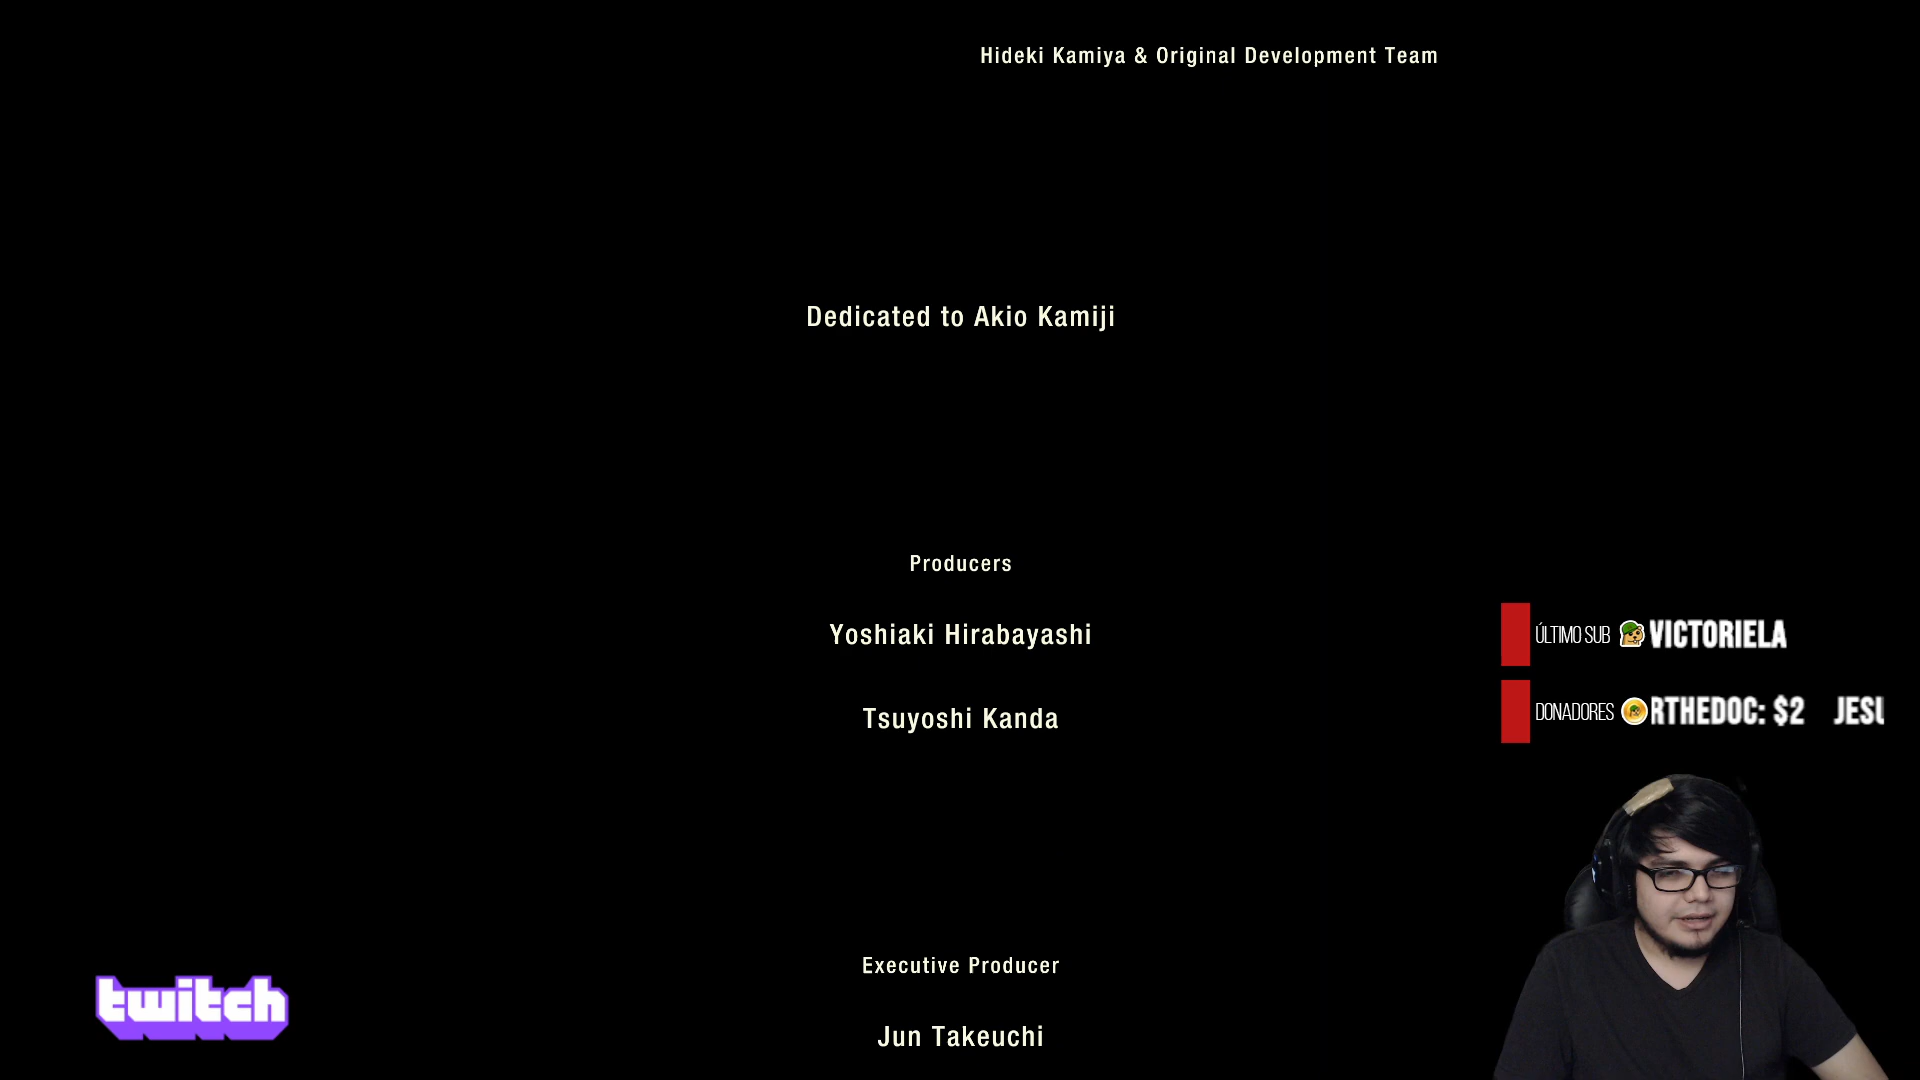 Hideki Kamiya & Original Development Team
Dedicated to Akio Kamiji
Producers
Yoshiaki Hirabayashi
Tsuyoshi Kanda
ÚLTIMO SUB VICTORIELA
DONADORES RTHEDOC: $2 JESU
Executive Producer
Jun Takeuchi
twitch